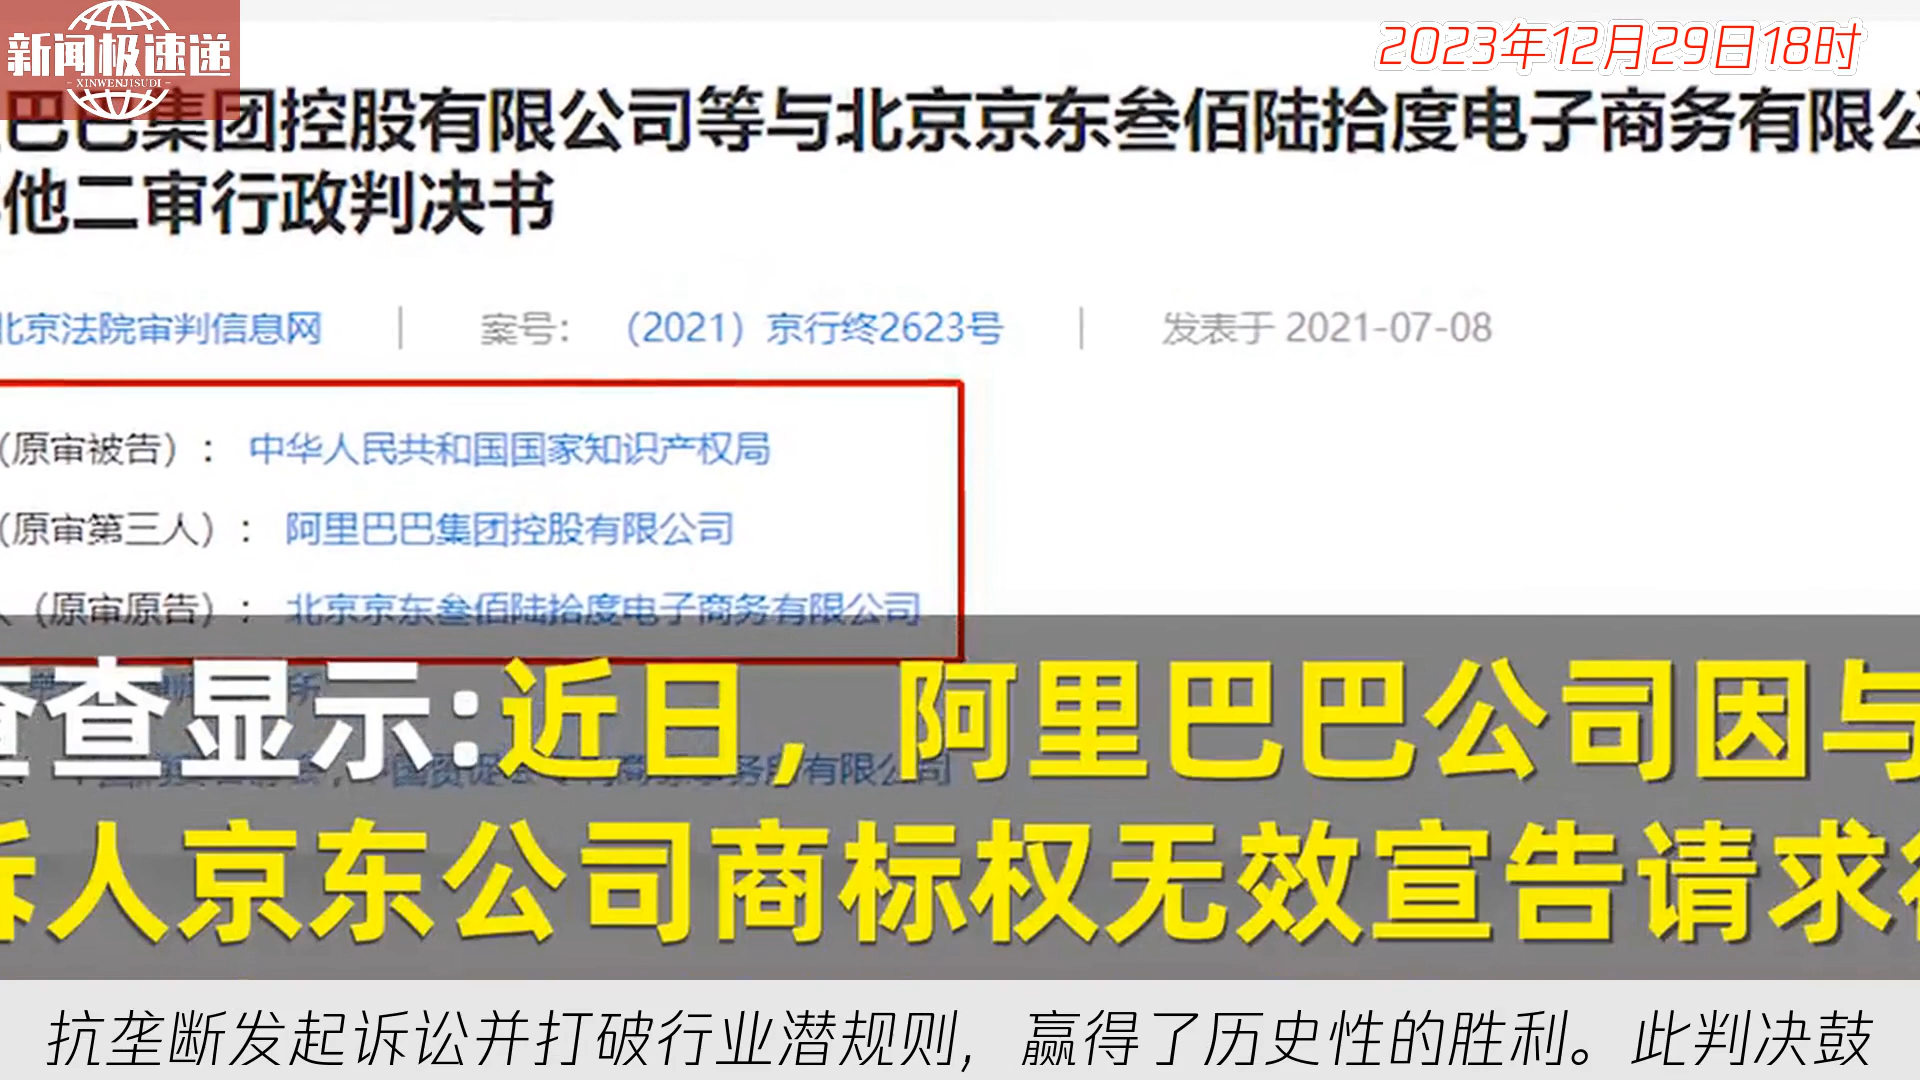 新闻极速递
XINWENJISUDI
2023年12月29日18时
巴巴集团控股有限公司等与北京京东叁佰陆拾度电子商务有限公
他二审行政判决书
北京法院审判信息网 | 案号： （2021）京行终2623号 | 发表于 2021-07-08
（原审被告）： 中华人民共和国国家知识产权局
（原审第三人）： 阿里巴巴集团控股有限公司
人（原审原告）： 北京京东叁佰陆拾度电子商务有限公司
查查显示:近日，阿里巴巴公司因与
诉人京东公司商标权无效宣告请求行
抗垄断发起诉讼并打破行业潜规则，赢得了历史性的胜利。此判决鼓